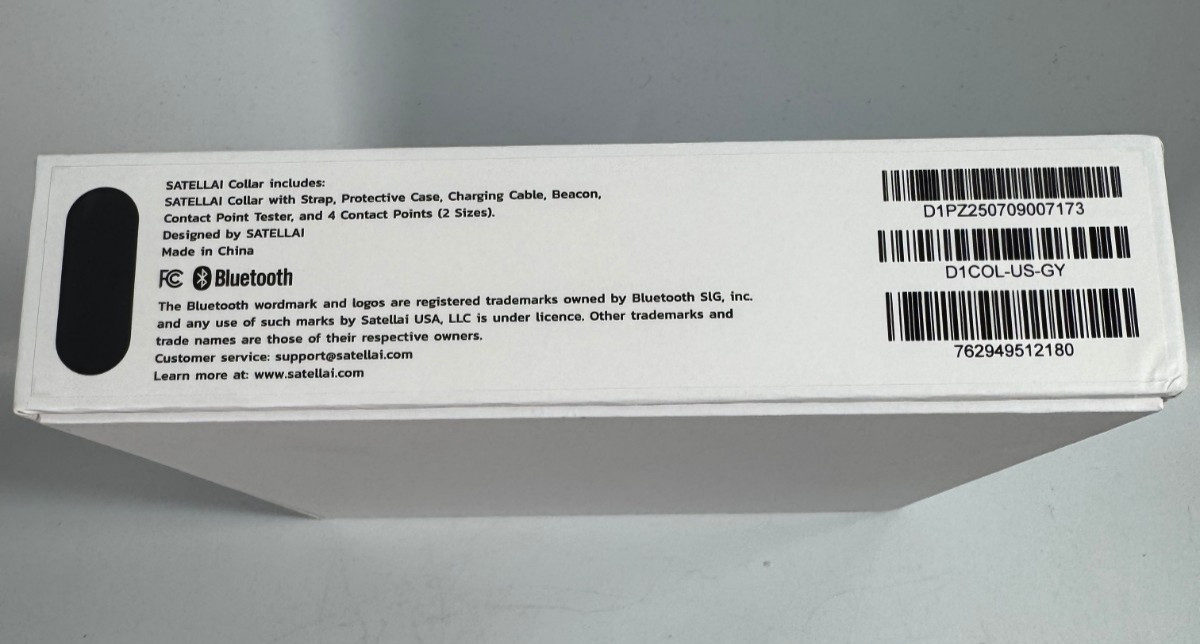 SATELLAI Collar includes:
SATELLAI Collar with Strap, Protective Case, Charging Cable, Beacon,
Contact Point Tester, and 4 Contact Points (2 Sizes).
Designed by SATELLAI
Made in China
FC Bluetooth
The Bluetooth wordmark and logos are registered trademarks owned by Bluetooth SIG, inc.
and any use of such marks by Satellai USA, LLC is under licence. Other trademarks and
trade names are those of their respective owners.
Customer service: support@satellai.com
Learn more at: www.satellai.com
D1PZ250709007173
D1COL-US-GY
762949512180